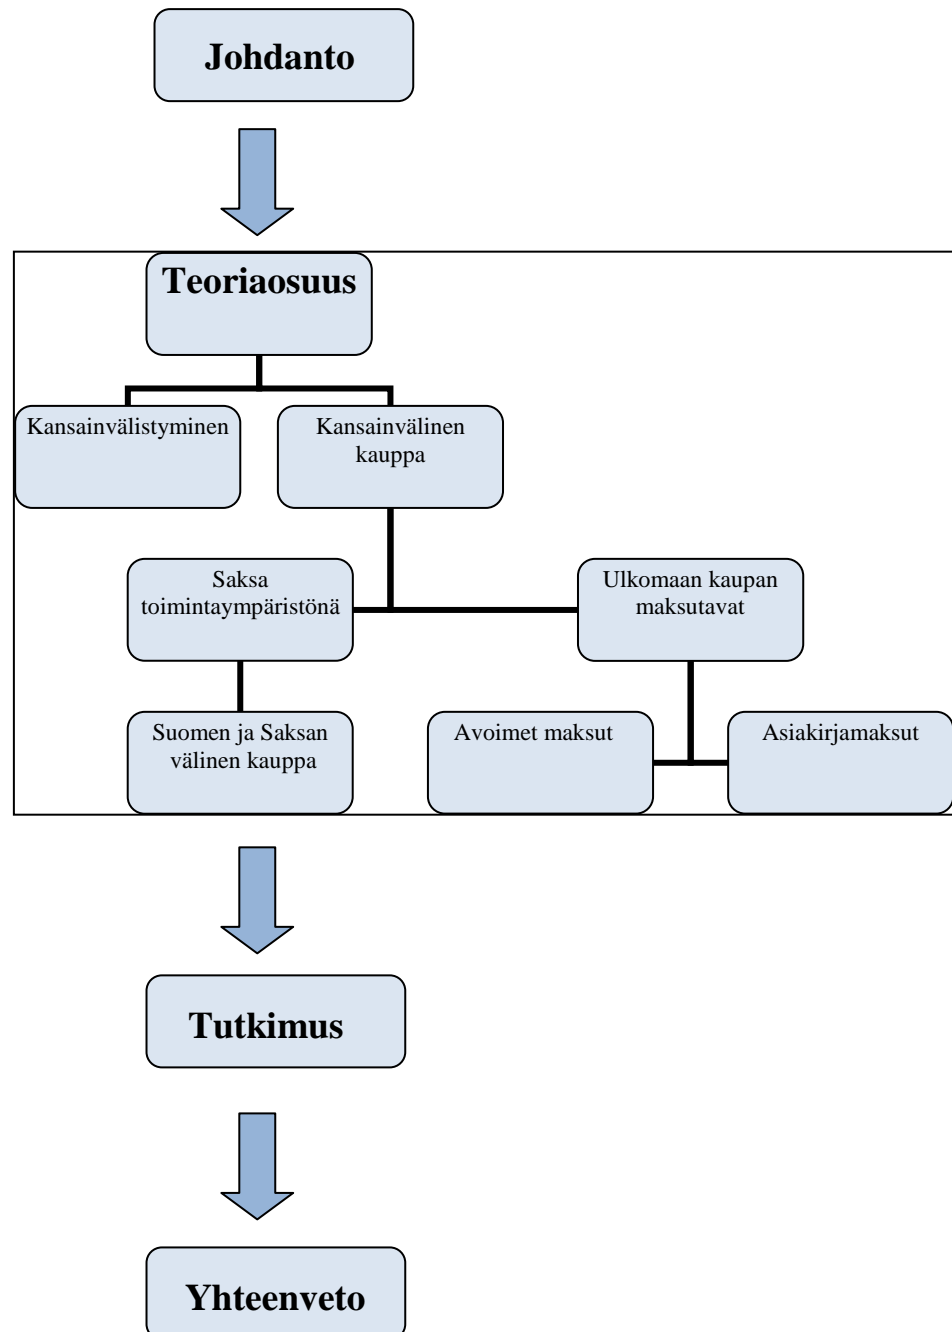 Johdanto
Teoriaosuus
Kansainvälistyminen
Kansainvälinen
kauppa
Saksa
toimintaympäristönä
Ulkomaan kaupan
maksutavat
Suomen ja Saksan
välinen kauppa
Avoimet maksut
Asiakirjamaksut
Tutkimus
Yhteenveto